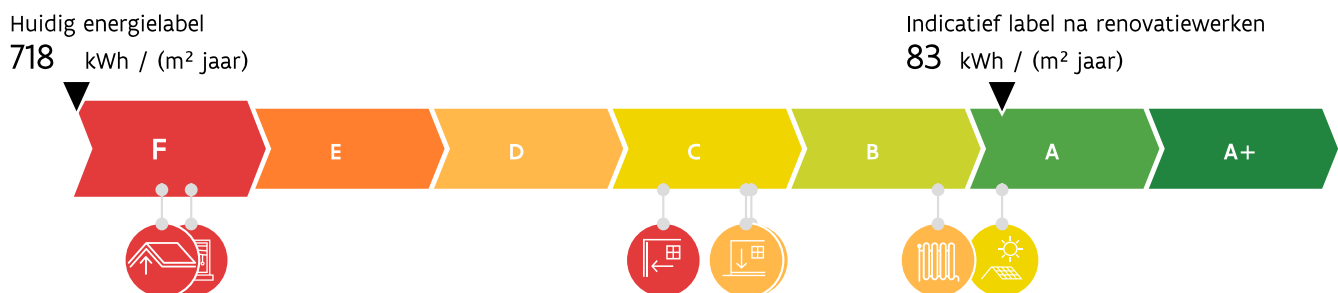 Huidig energielabel
718 kWh / (m² jaar)
Indicatief label na renovatiewerken
83 kWh / (m² jaar)
F
E
D
C
B
A
A+